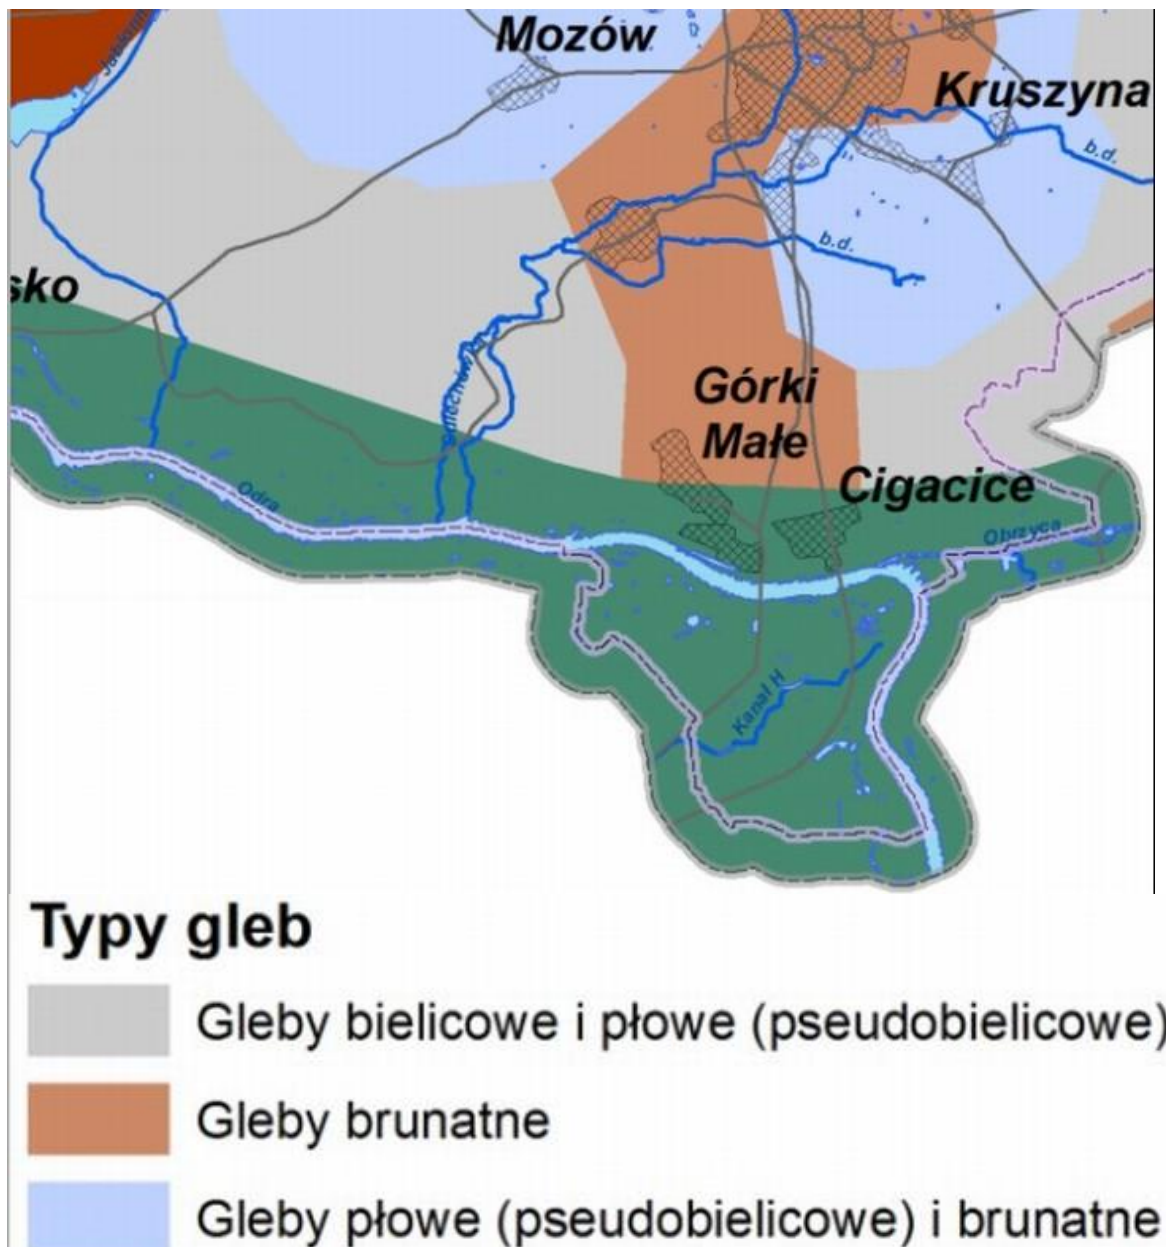 Mozów
Kruszyna
b.d.
b.d.
sko
Górki
Małe
Cigacice
Odra
Obrzyca
Kanał H
Typy gleb
Gleby bielicowe i płowe (pseudobielicowe)
Gleby brunatne
Gleby płowe (pseudobielicowe) i brunatne